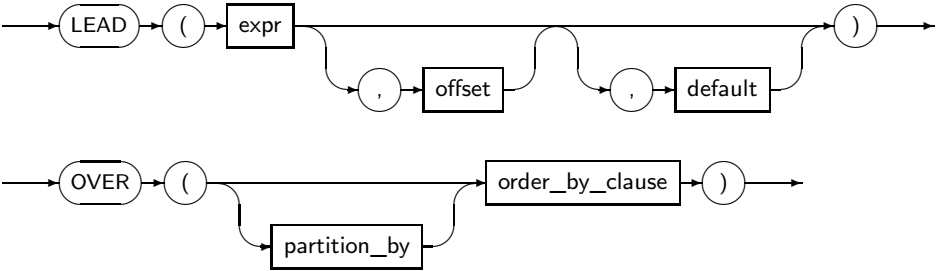 LEAD ( expr )
, offset , default
OVER ( order_by_clause )
partition_by